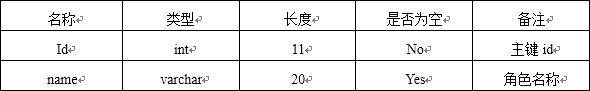 名称 类型 长度 是否为空 备注
Id int 11 No 主键 id
name varchar 20 Yes 角色名称